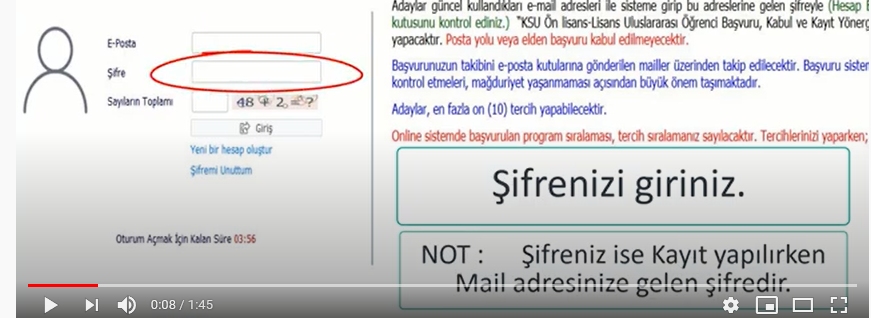 Adaylar güncel kullandıkları e-mail adresleri ile sisteme girip bu adreslerine gelen şifreyle (Hesap
kutusunu kontrol ediniz.) "KSU Ön lisans-Lisans Uluslararası Öğrenci Başvuru, Kabul ve Kayıt
yapacaktır. Posta yolu veya elden başvuru kabul edilmeyecektir.
Başvurunuzun takibini e-posta kutularına gönderilen mailler üzerinden takip edilecektir. Başvuru
kontrol etmeleri, mağduriyet yaşanmaması açısından büyük önem taşımaktadır.
Adaylar, en fazla on (10) tercih yapabilecektir.
Online sistemde başvurulan program sıralaması, tercih sıralamanız sayılacaktır. Tercihlerinizi yaparken;
E-Posta
Şifre
Sayıların Toplamı
48 + 2 = ?
Giriş
Yeni bir hesap oluştur
Şifremi Unuttum
Oturum Açmak İçin Kalan Süre 03:56
Şifrenizi giriniz.
NOT : Şifreniz ise Kayıt yapılırken
Mail adresinize gelen şifredir.
0:08 / 1:45